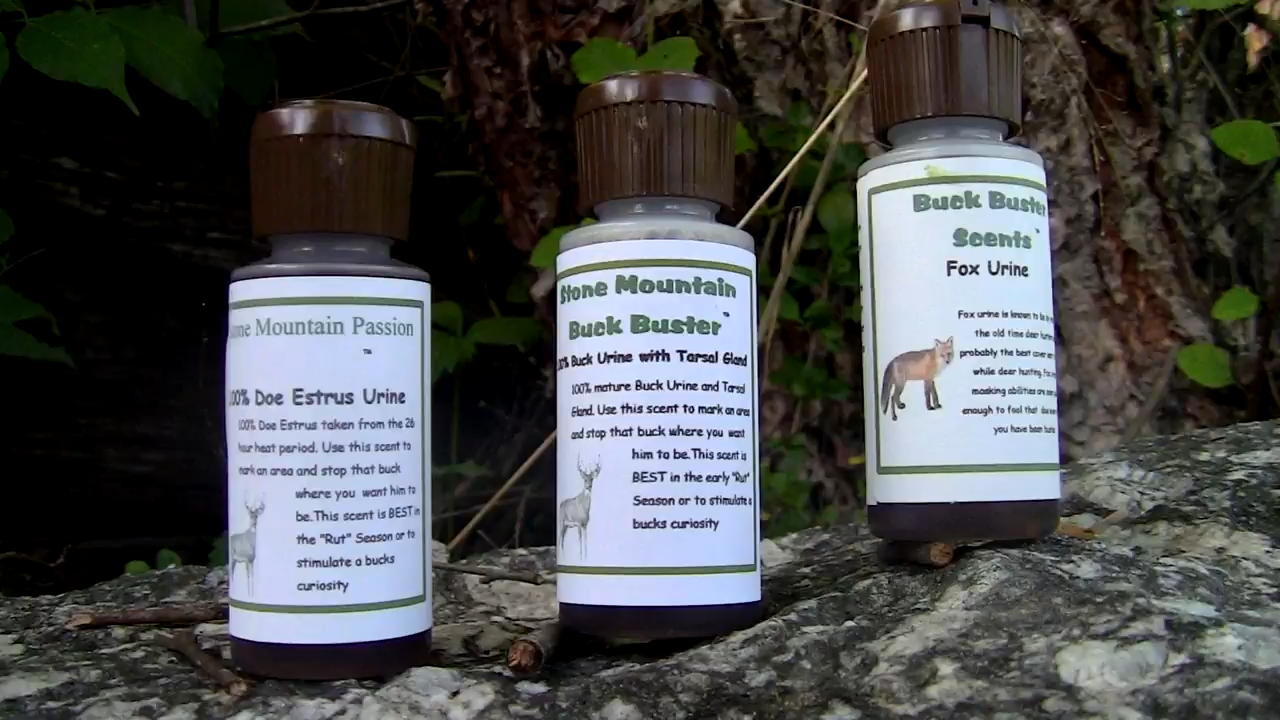 Mountain Passion
™
Doe Estrus Urine
100% Doe Estrus taken from the 26
hour heat period. Use this scent to
mark an area and stop that buck
where you want him to
be.This scent is BEST in
the "Rut" Season or to
stimulate a bucks
curiosity
Stone Mountain
Buck Buster™
Buck Urine with Tarsal Gland
100% mature Buck Urine and Tarsal
Gland. Use this scent to mark an area
and stop that buck where you want
him to be.This scent is
BEST in the early "Rut"
Season or to stimulate a
bucks curiosity
Buck Buster
Scents™
Fox Urine
Fox urine is known to be
the old time deer
probably the best cover
while deer hunting.
masking abilities are
enough to fool that
you have been